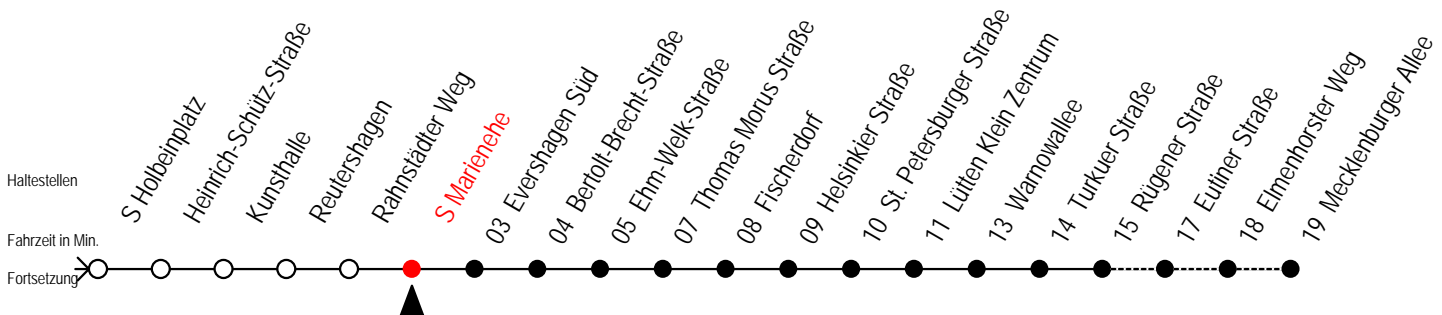 Haltestellen
Fahrzeit in Min.
Fortsetzung
S Holbeinplatz
Heinrich-Schütz-Straße
Kunsthalle
Reutershagen
Rahnstädter Weg
S Marienehe
03 Evershagen Süd
04 Bertolt-Brecht-Straße
05 Ehm-Welk-Straße
07 Thomas Morus Straße
08 Fischerdorf
09 Helsinkier Straße
10 St. Petersburger Straße
11 Lütten Klein Zentrum
13 Warnowallee
14 Turkuer Straße
15 Rügener Straße
17 Eutiner Straße
18 Elmenhorster Weg
19 Mecklenburger Allee